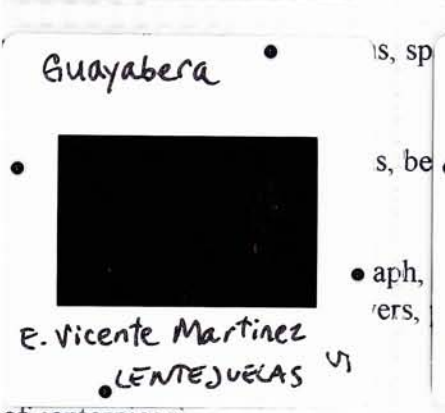 Guayabera
s, sp
s, be
aph,
ers,
E. Vicente Martinez
LENTEJUELAS